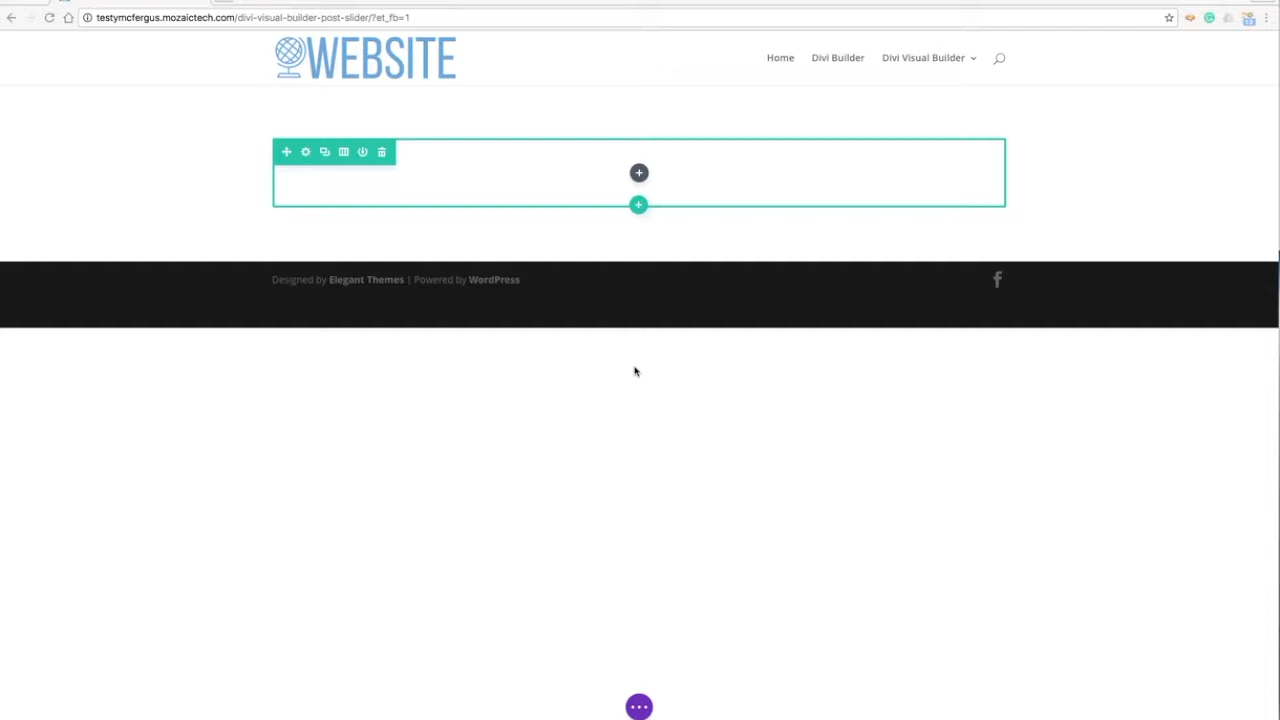 testymcfergus.mozaictech.com/divi-visual-builder-post-slider/?et_fb=1
WEBSITE
Home Divi Builder Divi Visual Builder
Designed by Elegant Themes | Powered by WordPress